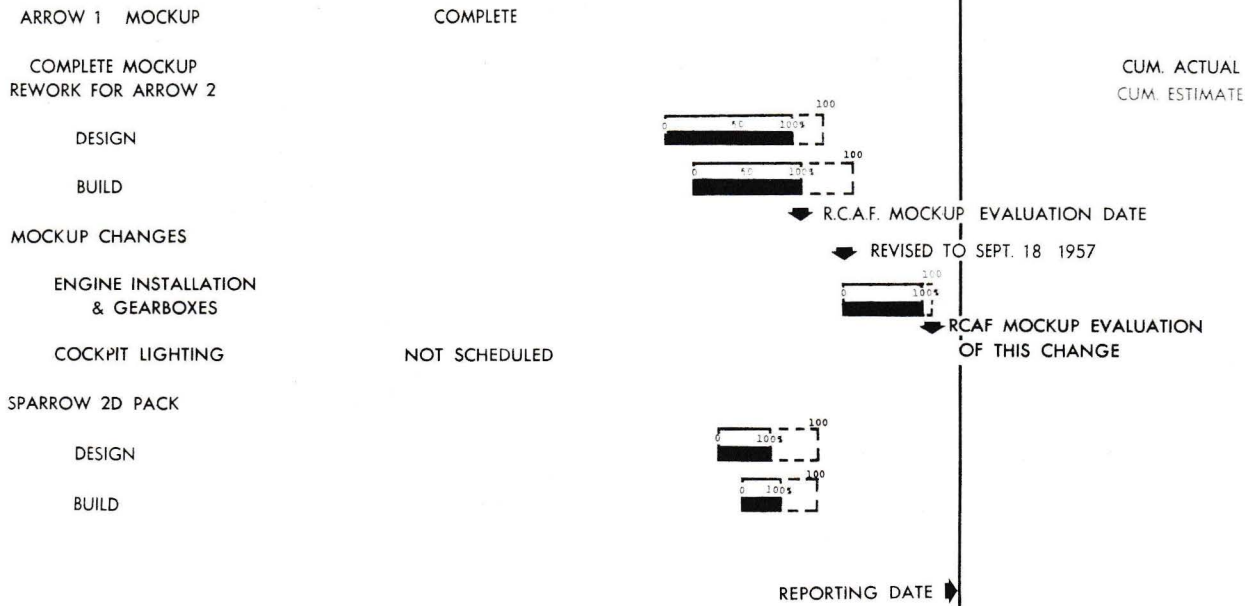 ARROW 1 MOCKUP COMPLETE
COMPLETE MOCKUP
REWORK FOR ARROW 2
CUM. ACTUAL
CUM. ESTIMATE
100
DESIGN
0 50 100%
100
BUILD
0 50 100%
R.C.A.F. MOCKUP EVALUATION DATE
MOCKUP CHANGES
REVISED TO SEPT. 18 1957
100
ENGINE INSTALLATION
& GEARBOXES
0 100%
RCAF MOCKUP EVALUATION
OF THIS CHANGE
COCKPIT LIGHTING NOT SCHEDULED
SPARROW 2D PACK
100
DESIGN
0 100%
100
BUILD
0 100%
REPORTING DATE